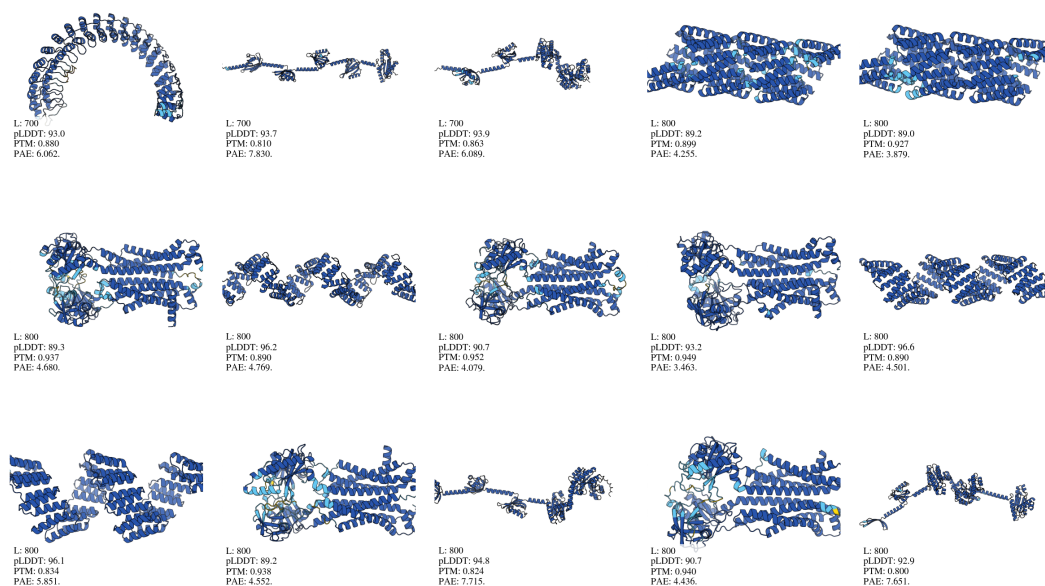 L: 700
pLDDT: 93.0
PTM: 0.880
PAE: 6.062.
L: 700
pLDDT: 93.7
PTM: 0.810
PAE: 7.830.
L: 700
pLDDT: 93.9
PTM: 0.863
PAE: 6.089.
L: 800
pLDDT: 89.2
PTM: 0.899
PAE: 4.255.
L: 800
pLDDT: 89.0
PTM: 0.927
PAE: 3.879.
L: 800
pLDDT: 89.3
PTM: 0.937
PAE: 4.680.
L: 800
pLDDT: 96.2
PTM: 0.890
PAE: 4.769.
L: 800
pLDDT: 90.7
PTM: 0.952
PAE: 4.079.
L: 800
pLDDT: 93.2
PTM: 0.949
PAE: 3.463.
L: 800
pLDDT: 96.6
PTM: 0.890
PAE: 4.501.
L: 800
pLDDT: 96.1
PTM: 0.834
PAE: 5.851.
L: 800
pLDDT: 89.2
PTM: 0.938
PAE: 4.552.
L: 800
pLDDT: 94.8
PTM: 0.824
PAE: 7.715.
L: 800
pLDDT: 90.7
PTM: 0.940
PAE: 4.436.
L: 800
pLDDT: 92.9
PTM: 0.800
PAE: 7.651.